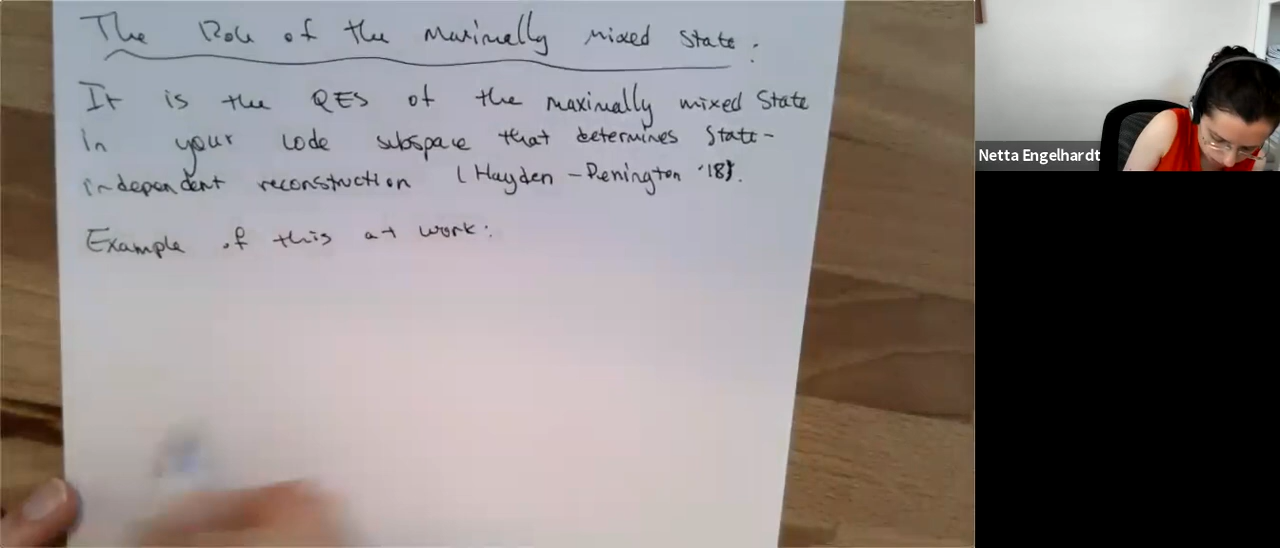 The Role of the maximally mixed State.
It is the QES of the maximally mixed State
in your code subspace that determines State-
independent reconstruction (Hayden-Penington '18).
Example of this at work:
Netta Engelhardt